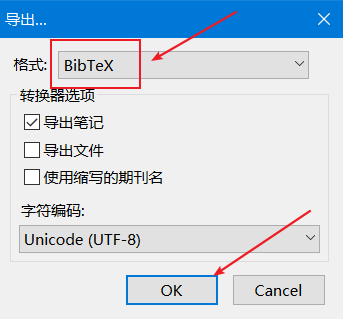 导出...
格式: BibTeX
转换器选项
导出笔记
导出文件
使用缩写的期刊名
字符编码:
Unicode (UTF-8)
OK Cancel